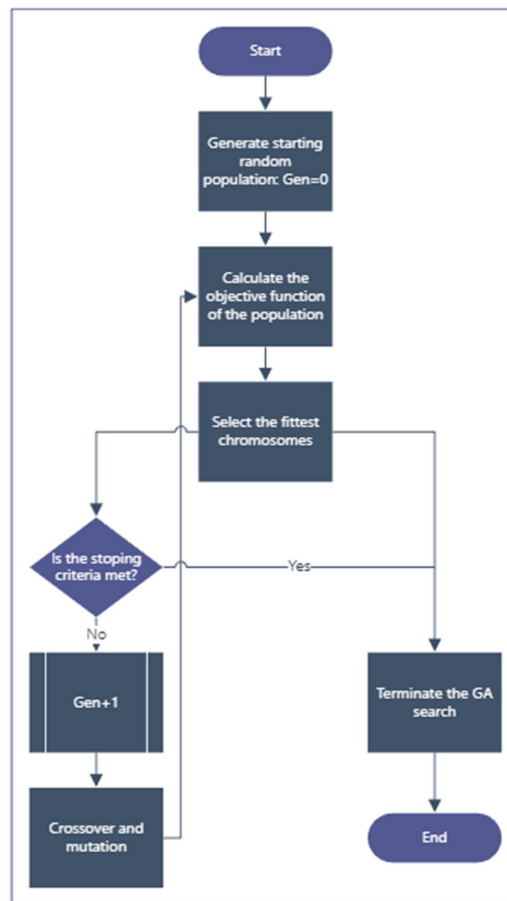 Start
Generate starting
random
population: Gen=0
Calculate the
objective function
of the population
Select the fittest
chromosomes
Is the stoping
criteria met?
Yes
No
Gen+1
Terminate the GA
search
Crossover and
mutation
End